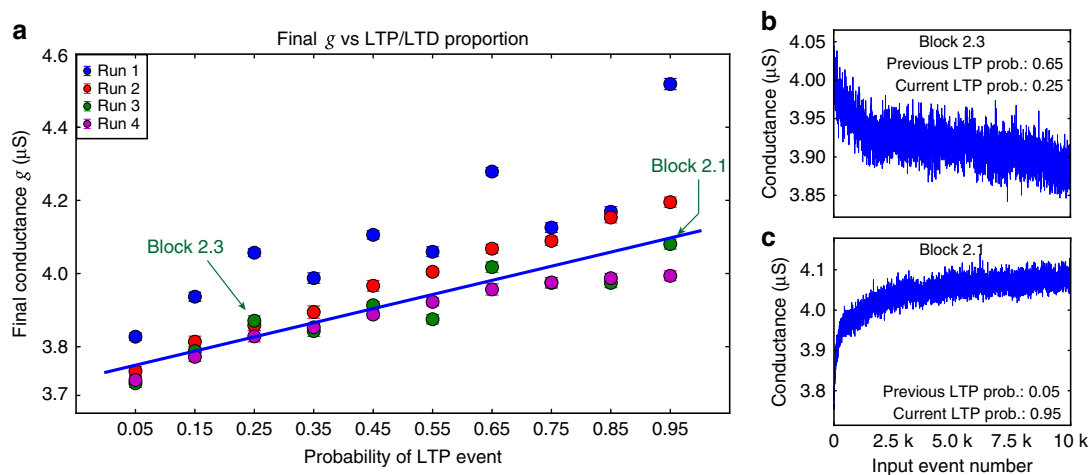 a
Final g vs LTP/LTD proportion
4.6
4.5
4.2
4.0
3.8
3.7
Final conductance g (μS)
Run 1
Run 2
Run 3
Run 4
Block 2.3
Block 2.1
0.05 0.15 0.25 0.35 0.45 0.55 0.65 0.75 0.85 0.95
Probability of LTP event
b
4.05
4.00
3.95
3.90
3.85
Conductance (μS)
Block 2.3
Previous LTP prob.: 0.65
Current LTP prob.: 0.25
c
4.1
4.0
3.9
3.8
Conductance (μS)
Block 2.1
Previous LTP prob.: 0.05
Current LTP prob.: 0.95
0 2.5 k 5.0 k 7.5 k 10 k
Input event number